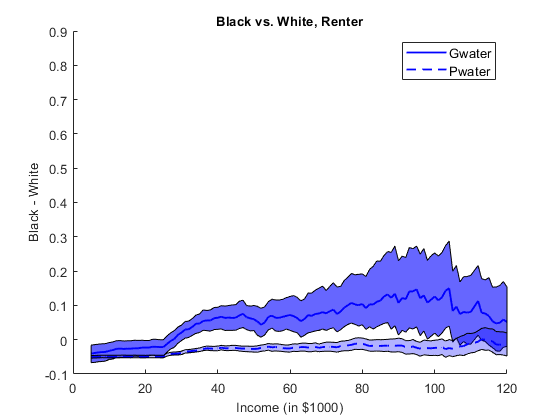 Black vs. White, Renter
0.9
0.8
0.7
0.6
0.5
0.4
0.3
0.2
0.1
0
-0.1
Black - White
Gwater
Pwater
0 20 40 60 80 100 120
Income (in $1000)